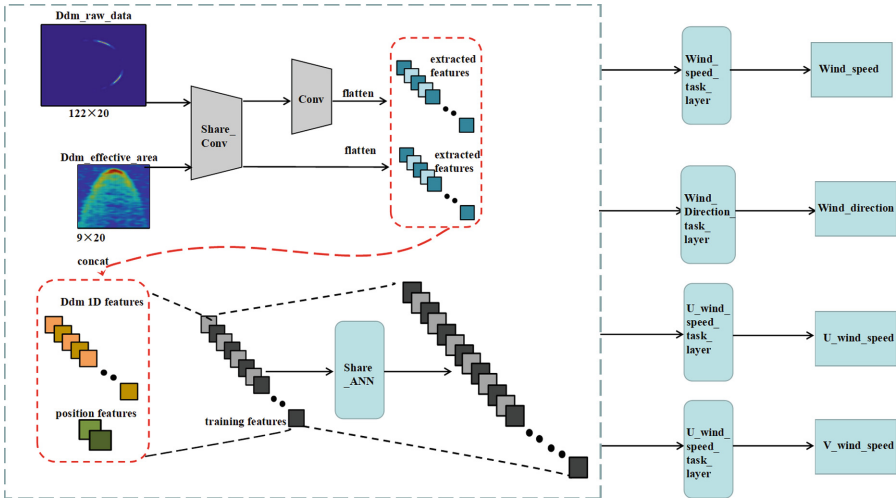 Ddm_raw_data
122×20
Ddm_effective_area
9×20
Share_
Conv
Conv
flatten
flatten
extracted
features
extracted
features
concat
Ddm 1D features
position features
training features
Share
_ANN
Wind_
speed_
task_
layer
Wind_speed
Wind_
Direction_
task_
layer
Wind_direction
U_wind_
speed_
task_
layer
U_wind_speed
U_wind_
speed_
task_
layer
V_wind_speed